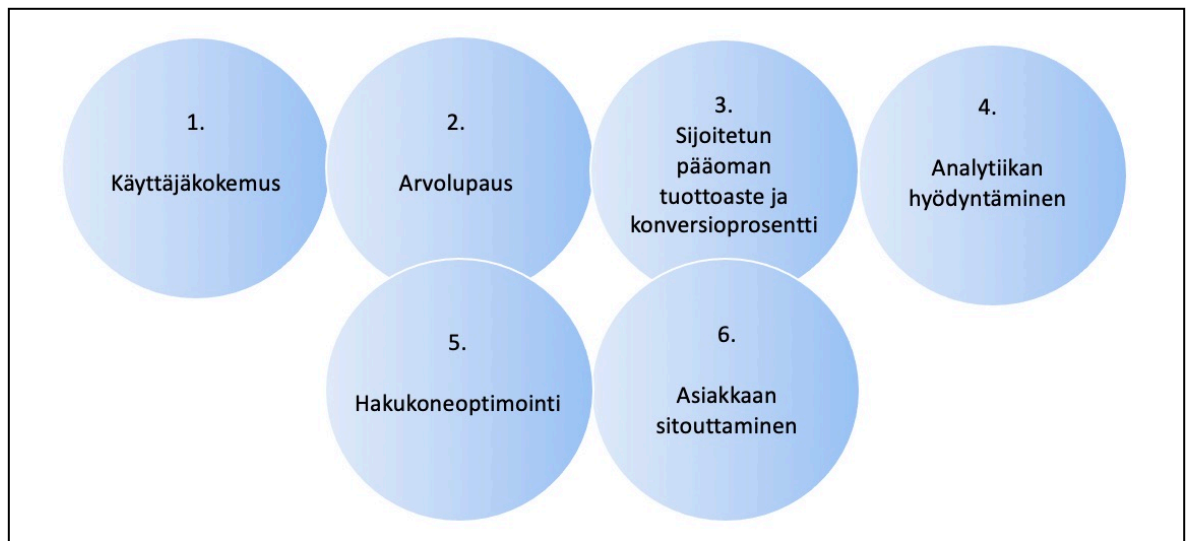 1.
Käyttäjäkokemus
2.
Arvolupaus
3.
Sijoitetun
pääoman
tuottoaste ja
konversioprosentti
4.
Analytiikan
hyödyntäminen
5.
Hakukoneoptimointi
6.
Asiakkaan
sitouttaminen